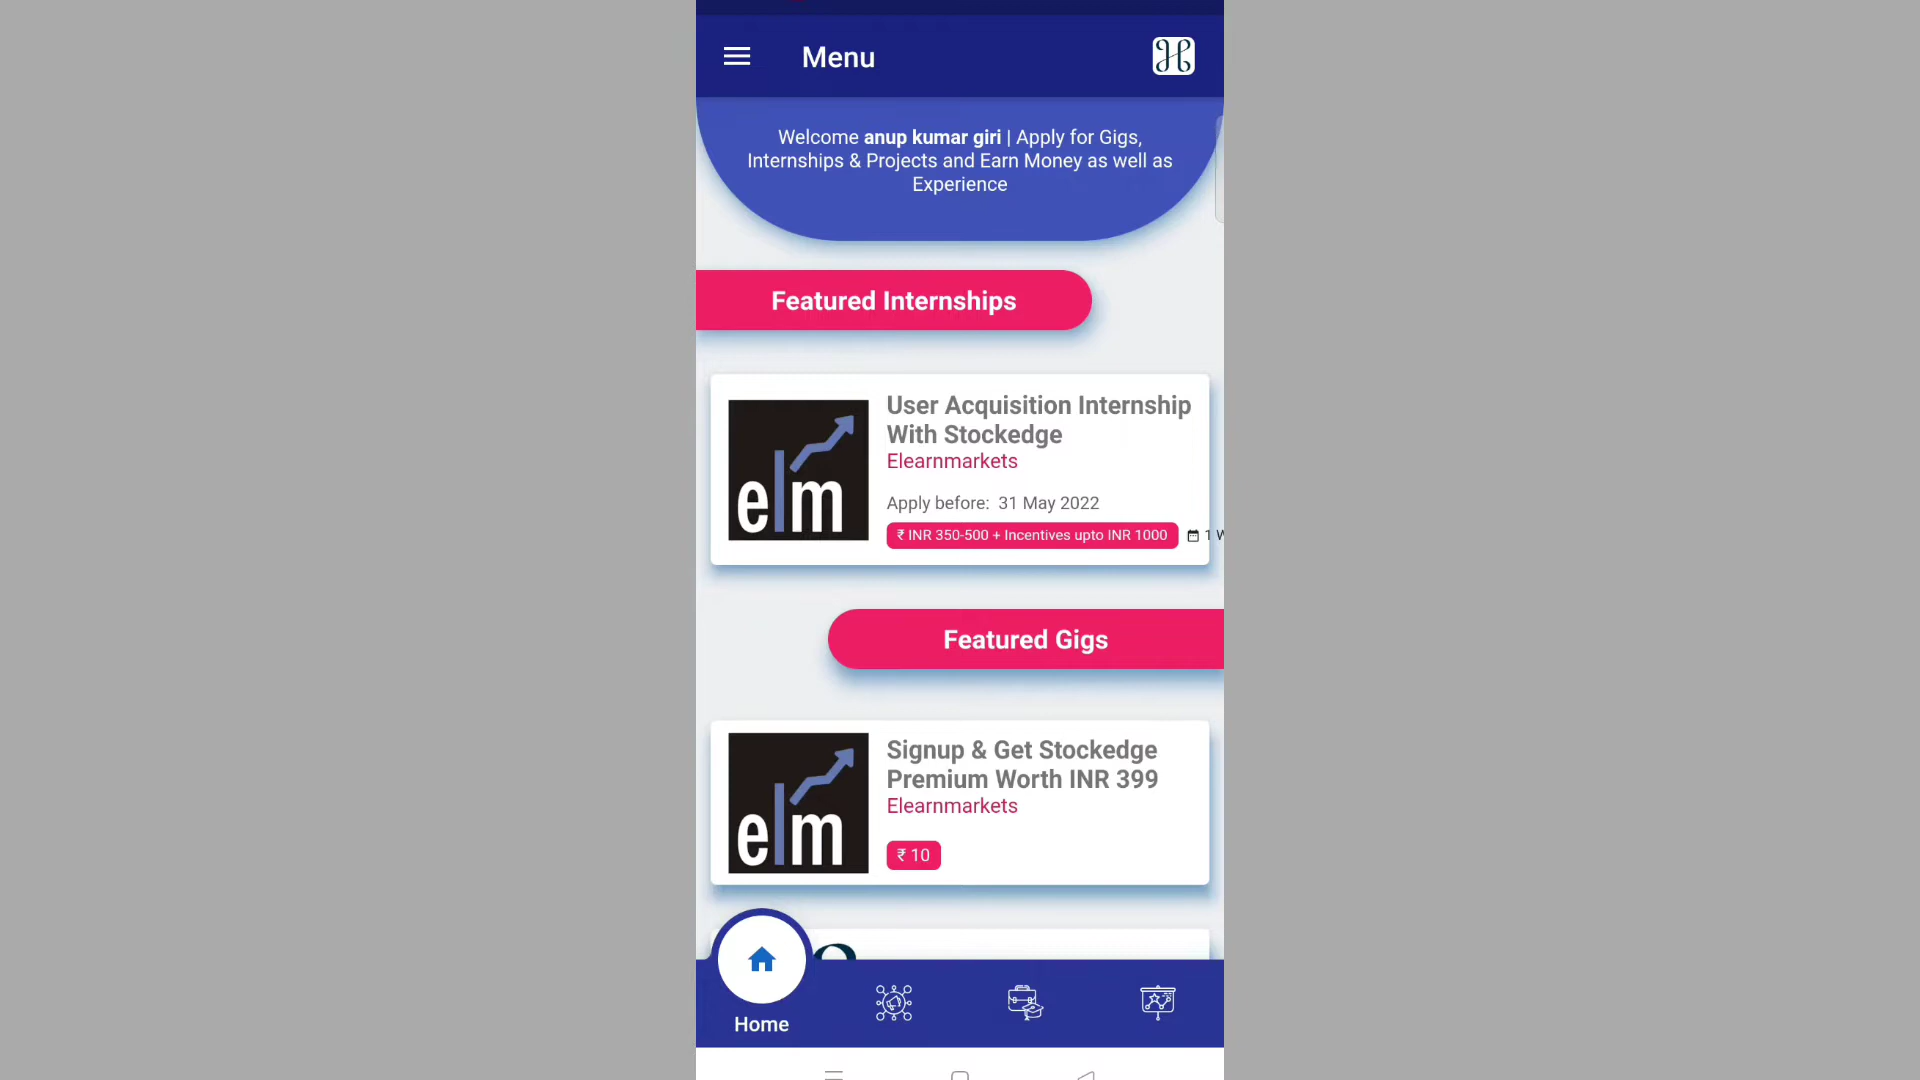 Menu
Welcome anup kumar giri | Apply for Gigs,
Internships & Projects and Earn Money as well as
Experience
Featured Internships
elm
User Acquisition Internship
With Stockedge
Elearnmarkets
Apply before: 31 May 2022
₹ INR 350-500 + Incentives upto INR 1000
1 W
Featured Gigs
elm
Signup & Get Stockedge
Premium Worth INR 399
Elearnmarkets
₹ 10
Home